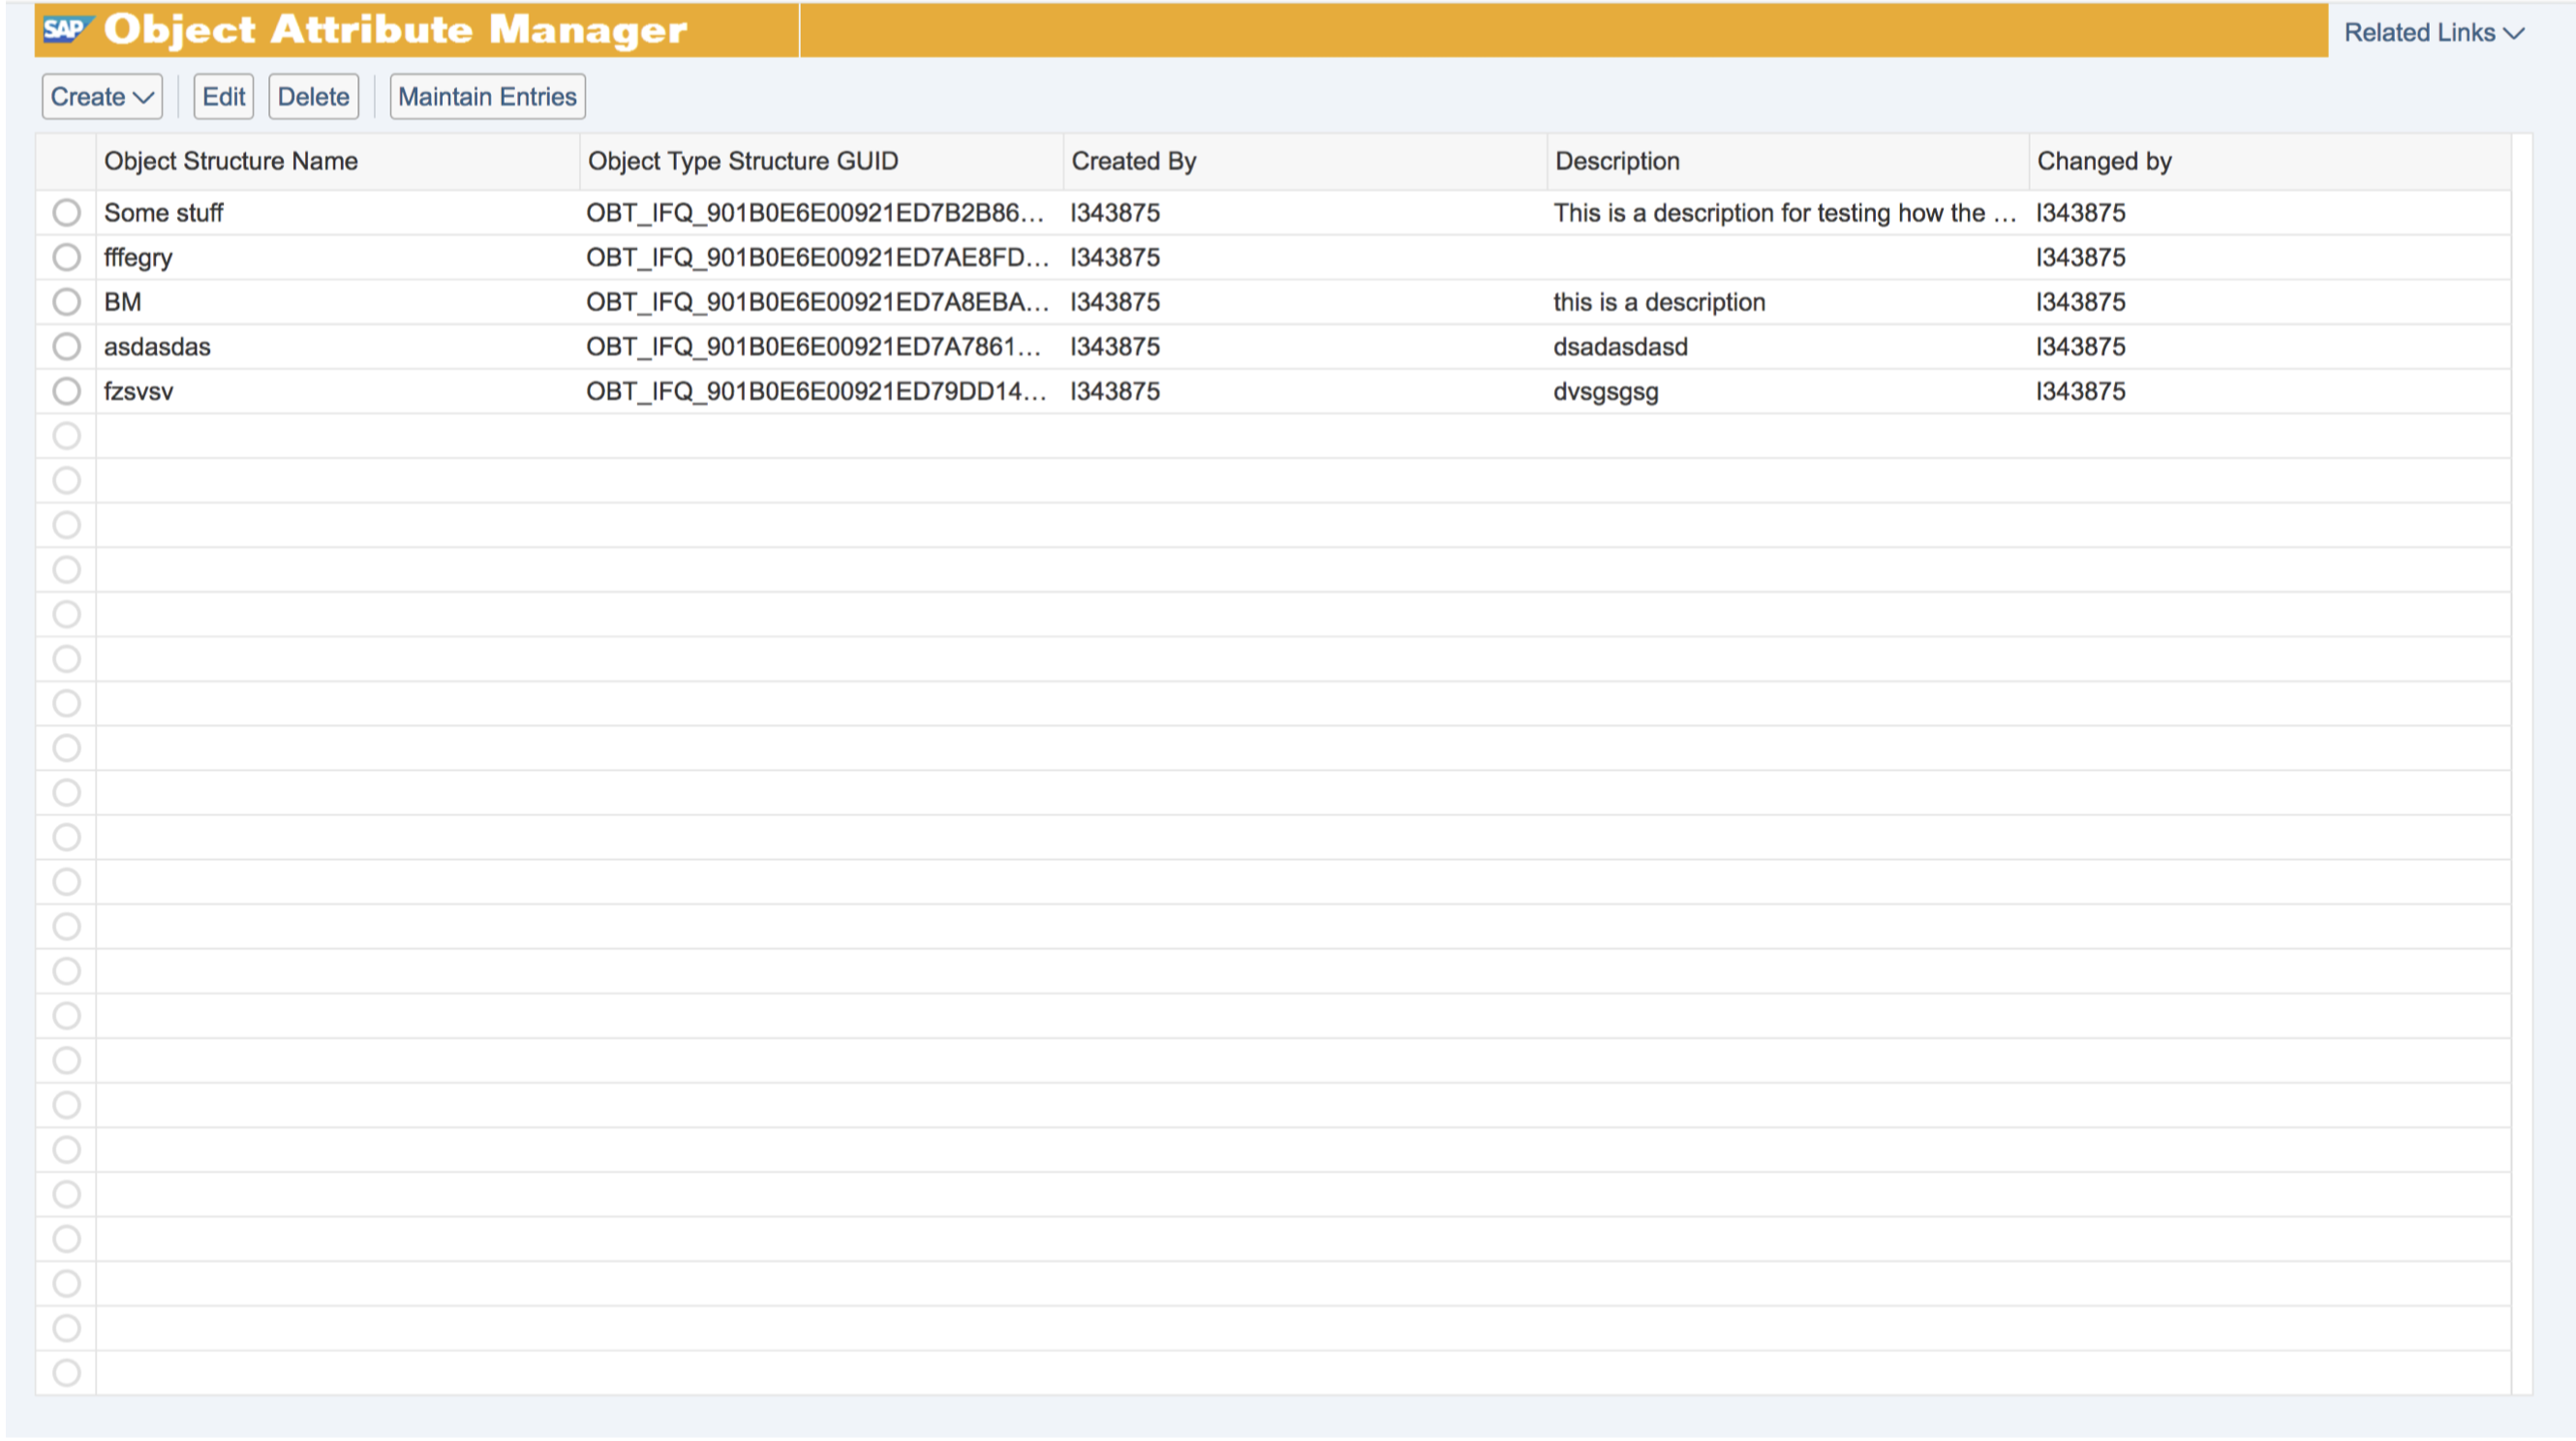 SAP Object Attribute Manager Related Links
Create Edit Delete Maintain Entries
Object Structure Name Object Type Structure GUID Created By Description Changed by
Some stuff OBT_IFQ_901B0E6E00921ED7B2B86... I343875 This is a description for testing how the ... I343875
fffegry OBT_IFQ_901B0E6E00921ED7AE8FD... I343875 I343875
BM OBT_IFQ_901B0E6E00921ED7A8EBA... I343875 this is a description I343875
asdasdas OBT_IFQ_901B0E6E00921ED7A7861... I343875 dsadasdasd I343875
fzsvsv OBT_IFQ_901B0E6E00921ED79DD14... I343875 dvsgsgsg I343875